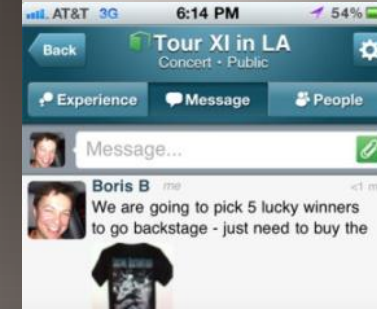 AT&T 3G 6:14 PM 54%
Back Tour XI in LA
Concert • Public
Experience Message People
Message...
Boris B me <1 m
We are going to pick 5 lucky winners
to go backstage - just need to buy the